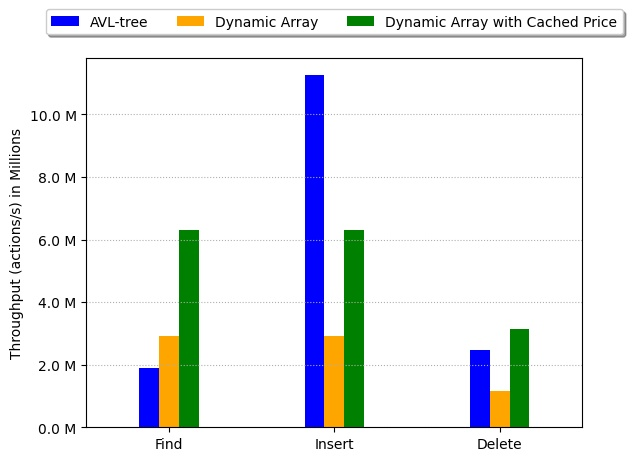 AVL-tree Dynamic Array Dynamic Array with Cached Price
Throughput (actions/s) in Millions
10.0 M
8.0 M
6.0 M
4.0 M
2.0 M
0.0 M
Find Insert Delete